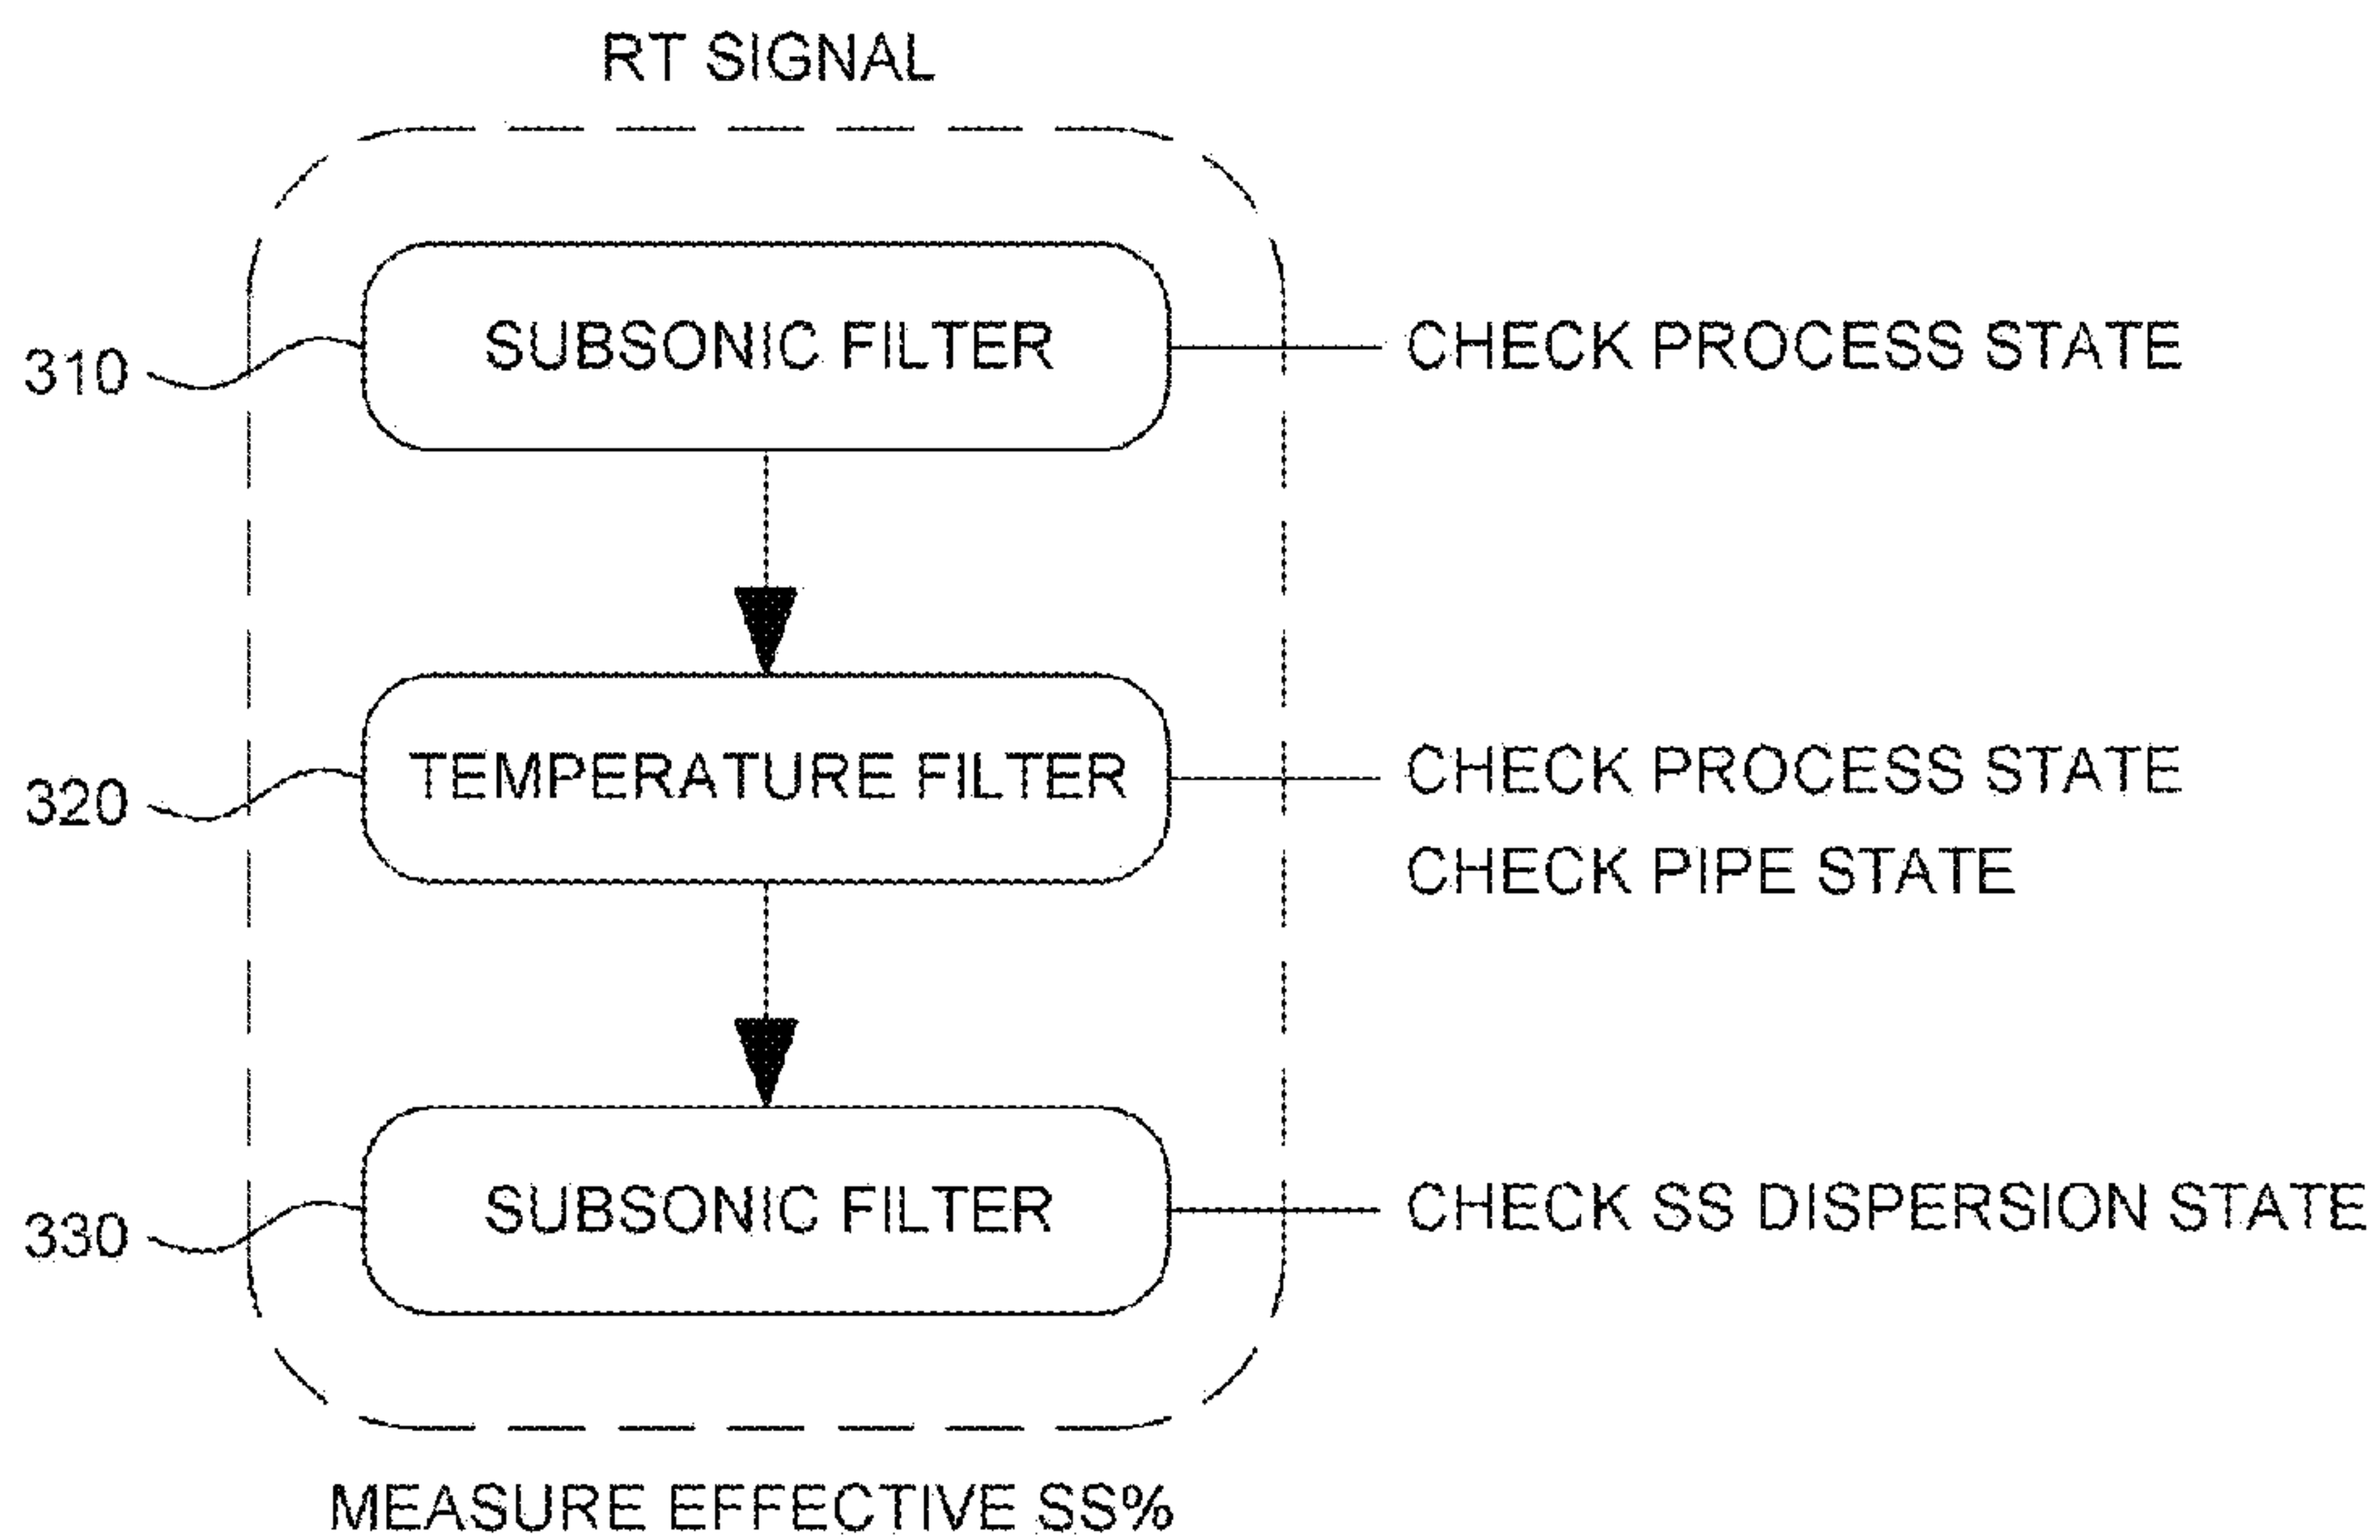 RT SIGNAL
310
SUBSONIC FILTER
CHECK PROCESS STATE
320
TEMPERATURE FILTER
CHECK PROCESS STATE
CHECK PIPE STATE
330
SUBSONIC FILTER
CHECK SS DISPERSION STATE
MEASURE EFFECTIVE SS%